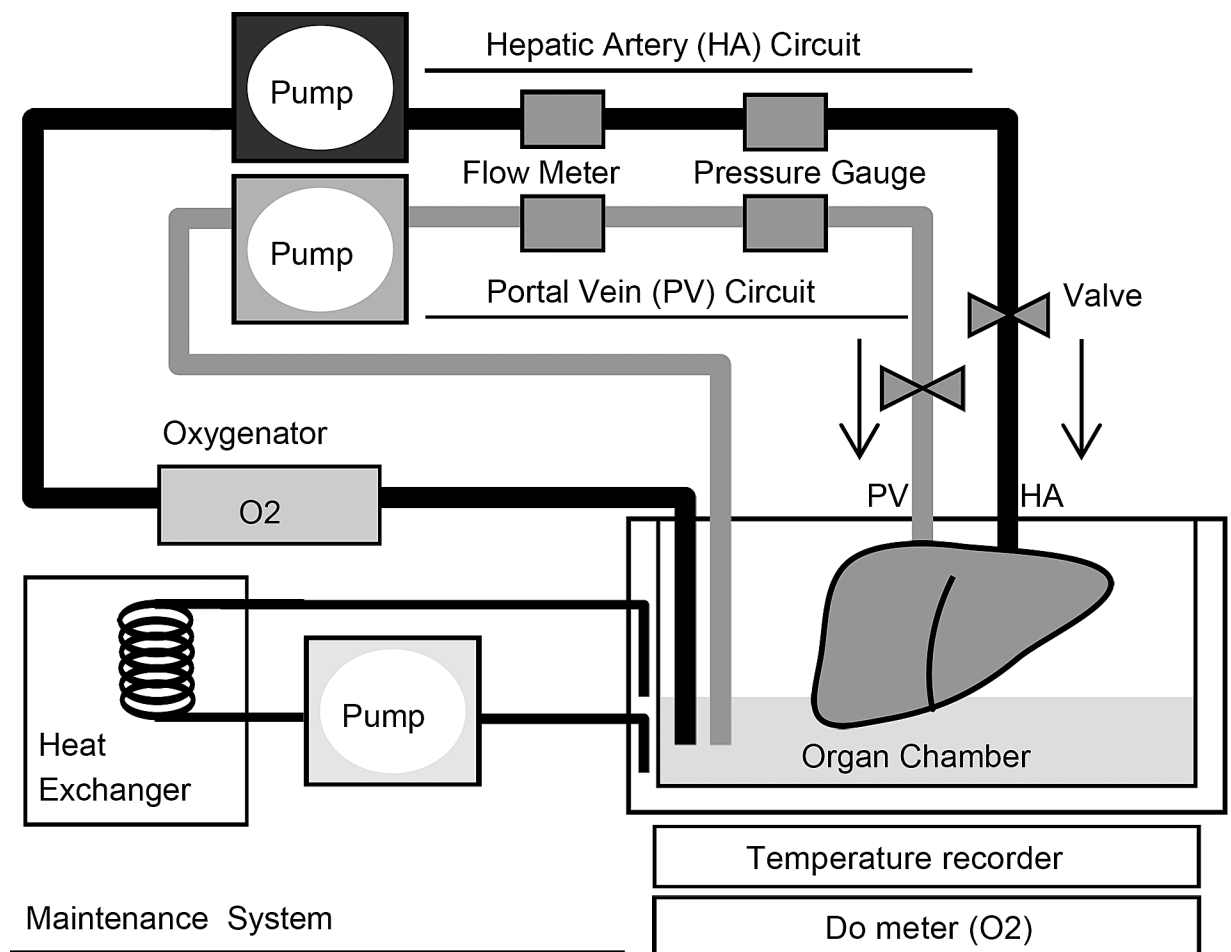 Hepatic Artery (HA) Circuit
Pump
Flow Meter
Pressure Gauge
Pump
Portal Vein (PV) Circuit
Valve
Oxygenator
O2
PV
HA
Pump
Heat
Exchanger
Organ Chamber
Temperature recorder
Maintenance System
Do meter (O2)